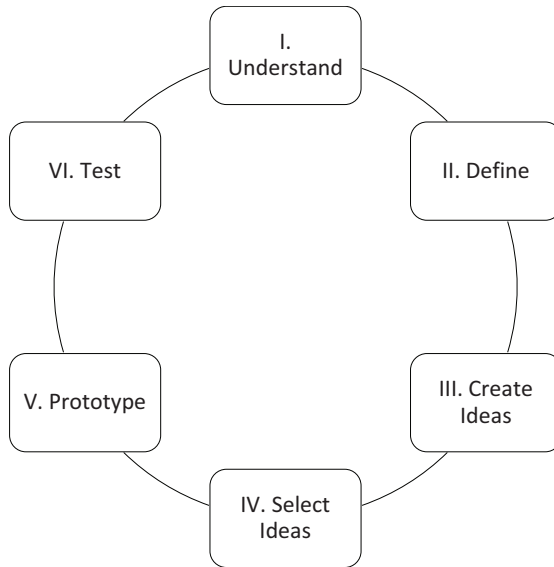 I.
Understand
II. Define
III. Create
Ideas
IV. Select
Ideas
V. Prototype
VI. Test